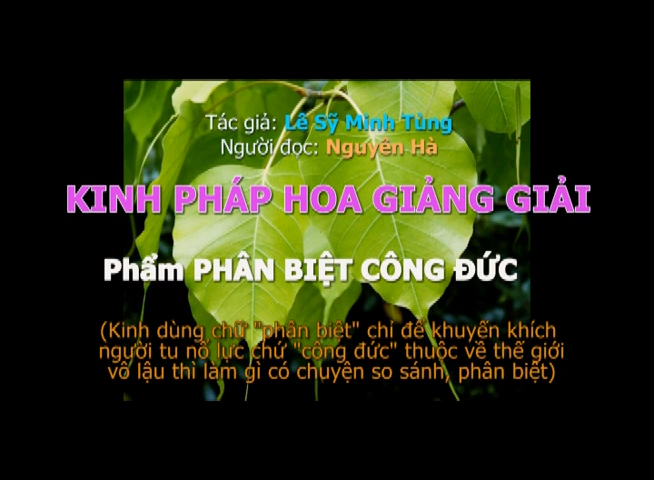 Tác giả: Lê Sỹ Minh Tùng
Người đọc: Nguyên Hà
KINH PHÁP HOA GIẢNG GIẢI
Phẩm PHÂN BIỆT CÔNG ĐỨC
(Kinh dùng chữ "phân biệt" chỉ để khuyến khích
người tu nổ lực chứ "công đức" thuộc về thế giới
vô lậu thì làm gì có chuyện so sánh, phân biệt)